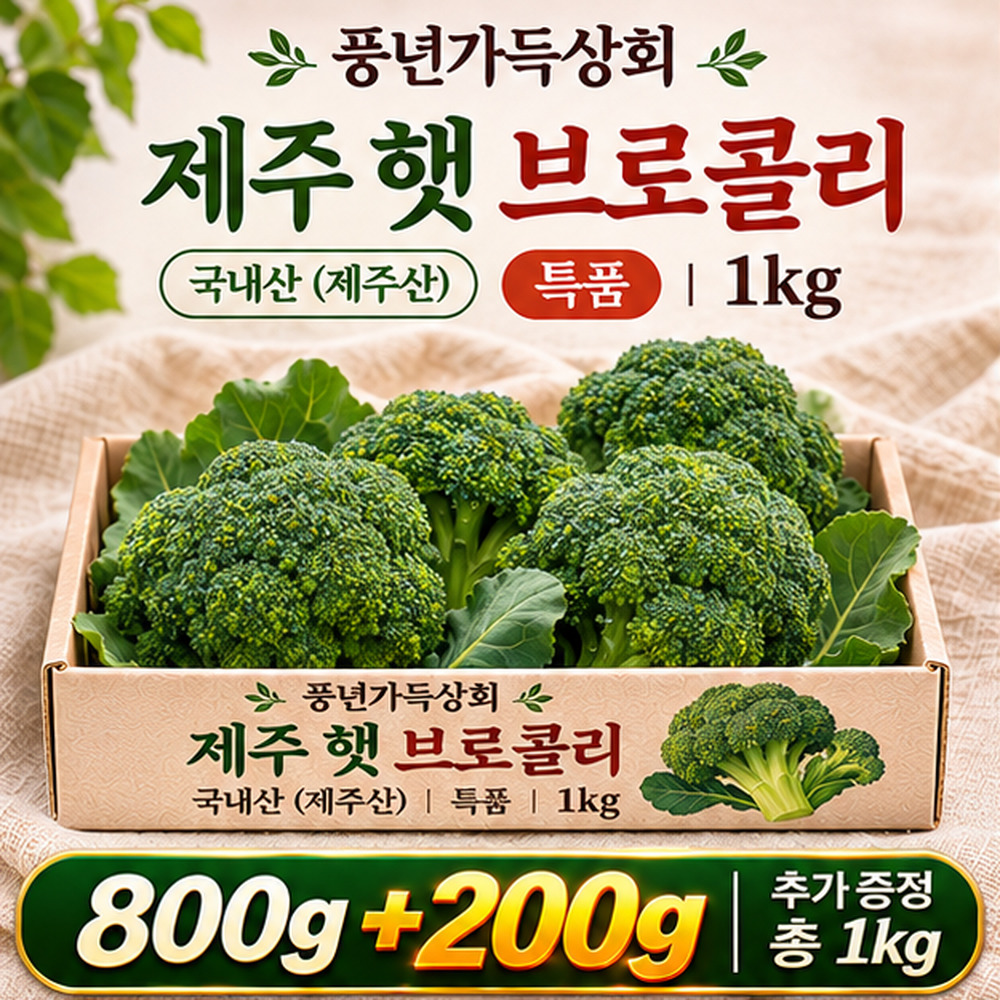 풍년가득상회
제주 햇 브로콜리
국내산 (제주산) 특품 | 1kg
풍년가득상회
제주 햇 브로콜리
국내산 (제주산) | 특품 | 1kg
800g + 200g
추가 증정
총 1kg